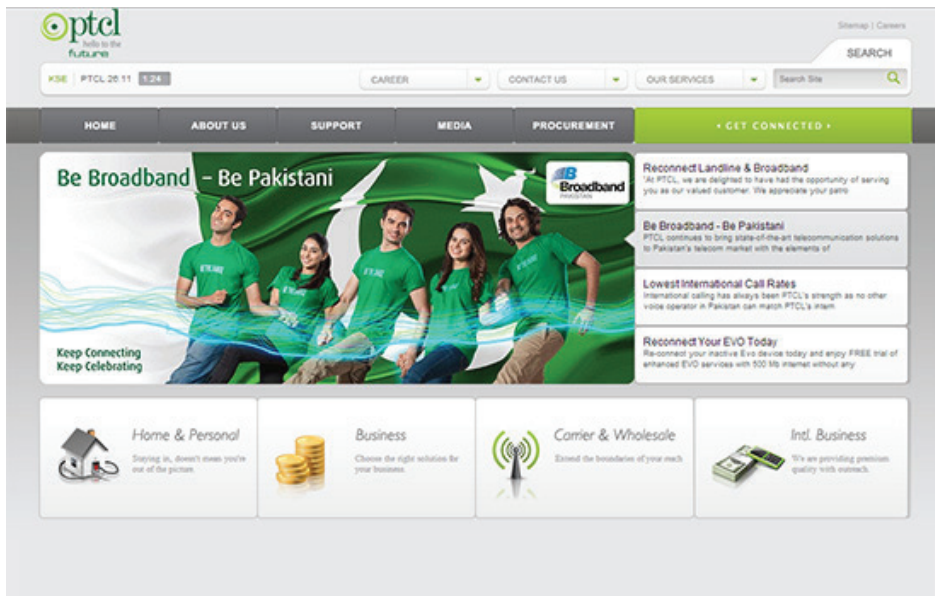 ptcl
hello to the
future
Sitemap | Careers
SEARCH
KSE | PTCL 26.11 1.24
CAREER
CONTACT US
OUR SERVICES
Search Site
HOME
ABOUT US
SUPPORT
MEDIA
PROCUREMENT
GET CONNECTED
Be Broadband - Be Pakistani
B
Broadband
PAKISTAN
Keep Connecting
Keep Celebrating
Reconnect Landline & Broadband
"At PTCL, we are delighted to have had the opportunity of serving
you as our valued customer. We appreciate your patro
Be Broadband - Be Pakistani
PTCL continues to bring state-of-the-art telecommunication solutions
to Pakistan's telecom market with the elements of
Lowest International Call Rates
International calling has always been PTCL's strength as no other
voice operator in Pakistan can match PTCL's intern
Reconnect Your EVO Today
Re-connect your inactive Evo device today and enjoy FREE trial of
enhanced EVO services with 500 Mb internet without any
Home & Personal
Staying in, doesn't mean you're
out of the picture.
Business
Choose the right solution for
your business.
Carrier & Wholesale
Extend the boundaries of your reach
Intl. Business
We are providing premium
quality with outreach.